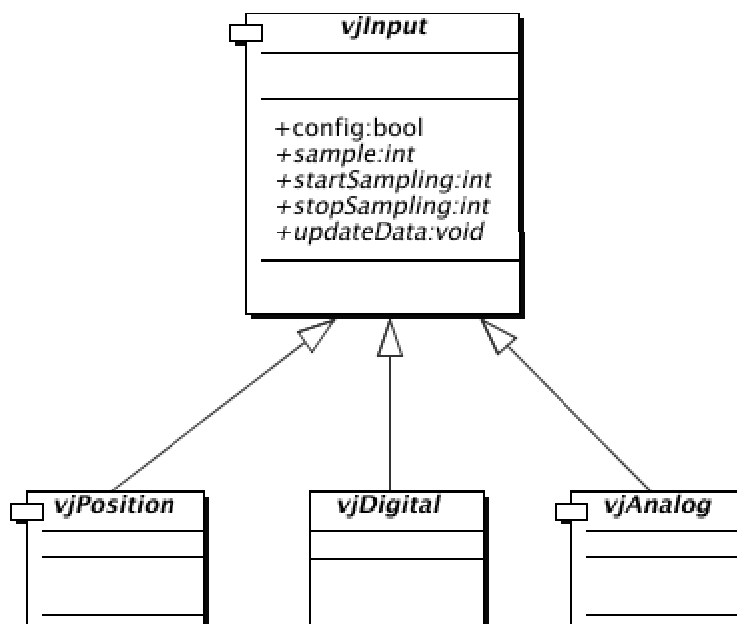 vjInput
+config:bool
+sample:int
+startSampling:int
+stopSampling:int
+updateData:void
vjPosition
vjDigital
vjAnalog